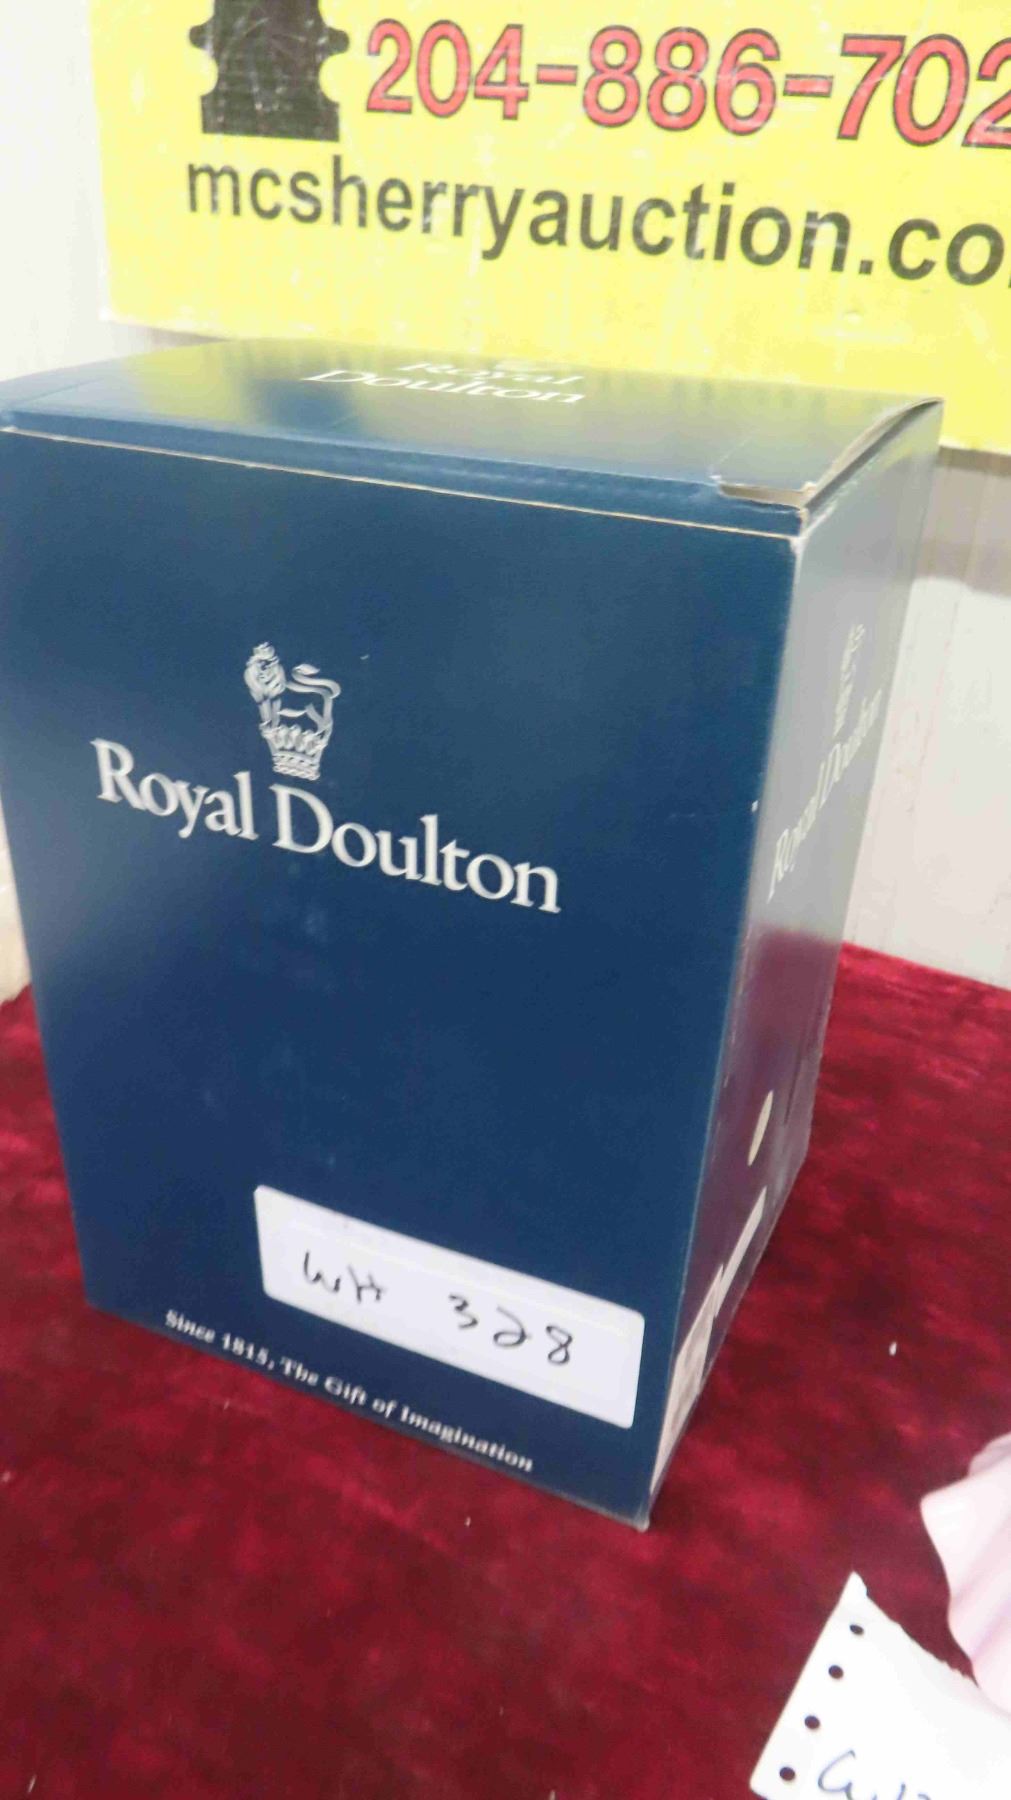 204-886-702
mcsherryauction.co
Royal
Doulton
Royal Doulton
Royal Doulton
WH 328
Since 1815, The Gift of Imagination